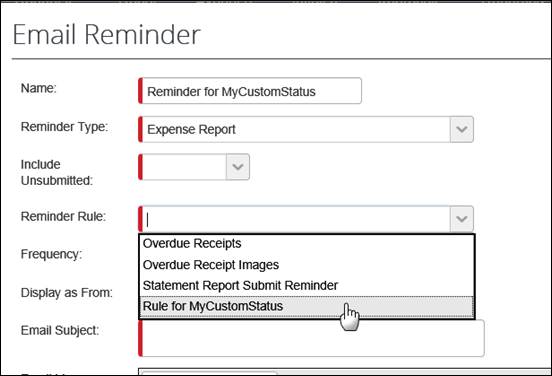 Email Reminder
Name: Reminder for MyCustomStatus
Reminder Type: Expense Report
Include
Unsubmitted:
Reminder Rule:
Overdue Receipts
Frequency:
Overdue Receipt Images
Statement Report Submit Reminder
Display as From:
Rule for MyCustomStatus
Email Subject: